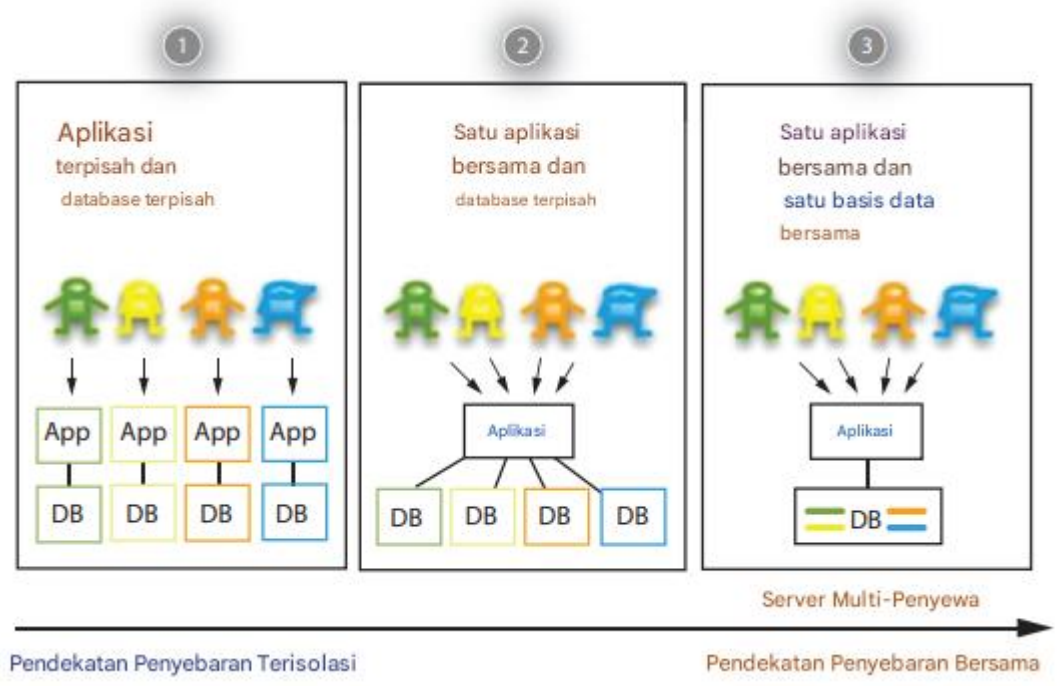 1
Aplikasi
terpisah dan
database terpisah
App App App App
DB DB DB DB
2
Satu aplikasi
bersama dan
database terpisah
Aplikasi
DB DB DB DB
3
Satu aplikasi
bersama dan
satu basis data
bersama
Aplikasi
DB
Server Multi-Penyewa
Pendekatan Penyebaran Terisolasi
Pendekatan Penyebaran Bersama